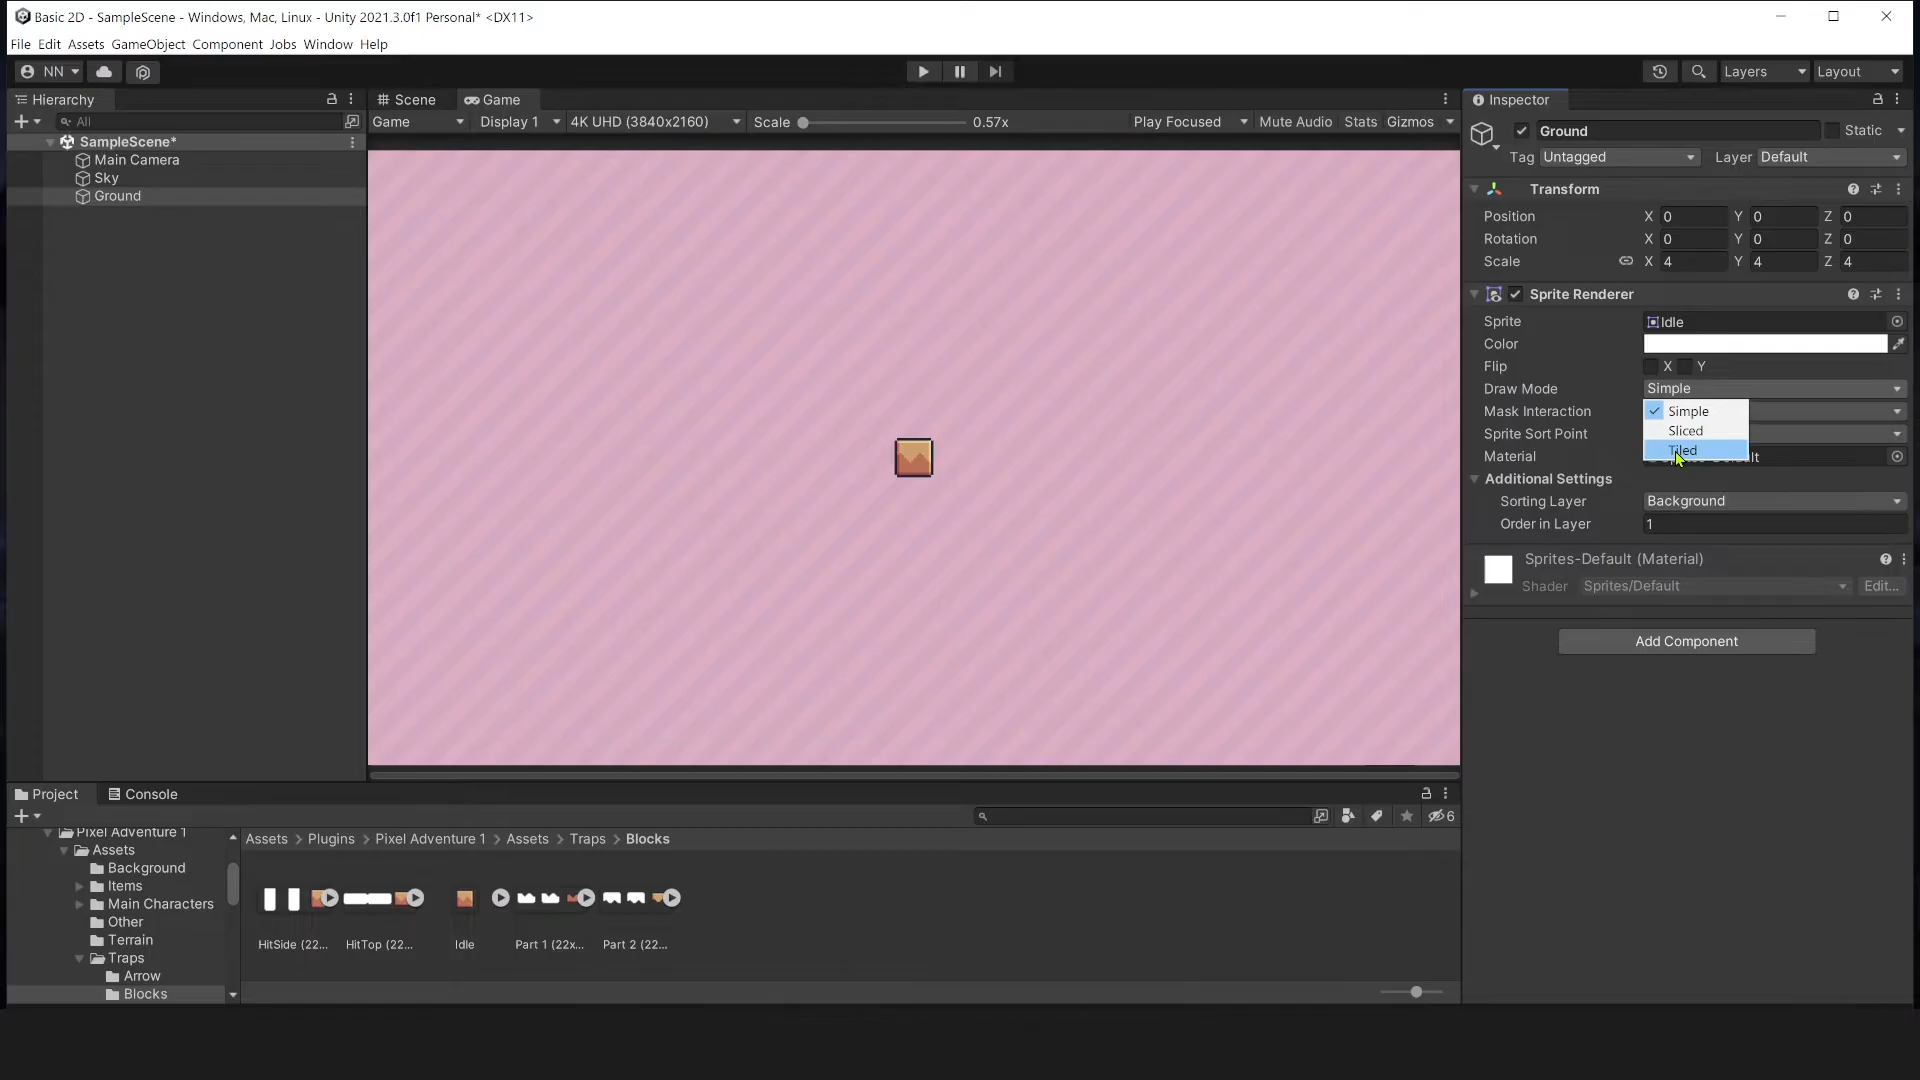 Basic 2D - SampleScene - Windows, Mac, Linux - Unity 2021.3.0f1 Personal* <DX11>
File Edit Assets GameObject Component Jobs Window Help
NN
Layers
Layout
Hierarchy
All
SampleScene*
Main Camera
Sky
Ground
Scene
Game
Game
Display 1
4K UHD (3840x2160)
Scale
0.57x
Play Focused
Mute Audio
Stats
Gizmos
Inspector
Ground
Static
Tag
Untagged
Layer
Default
Transform
Position X 0 Y 0 Z 0
Rotation X 0 Y 0 Z 0
Scale X 4 Y 4 Z 4
Sprite Renderer
Sprite
Idle
Color
Flip X Y
Draw Mode
Simple
Mask Interaction
Simple
Sprite Sort Point
Sliced
Material
Tiled
Additional Settings
Sorting Layer
Background
Order in Layer
1
Sprites-Default (Material)
Shader
Sprites/Default
Edit...
Add Component
Project
Console
6
Pixel Adventure 1
Assets
Background
Items
Main Characters
Other
Terrain
Traps
Arrow
Blocks
Assets > Plugins > Pixel Adventure 1 > Assets > Traps > Blocks
HitSide (22...
HitTop (22...
Idle
Part 1 (22x...
Part 2 (22...